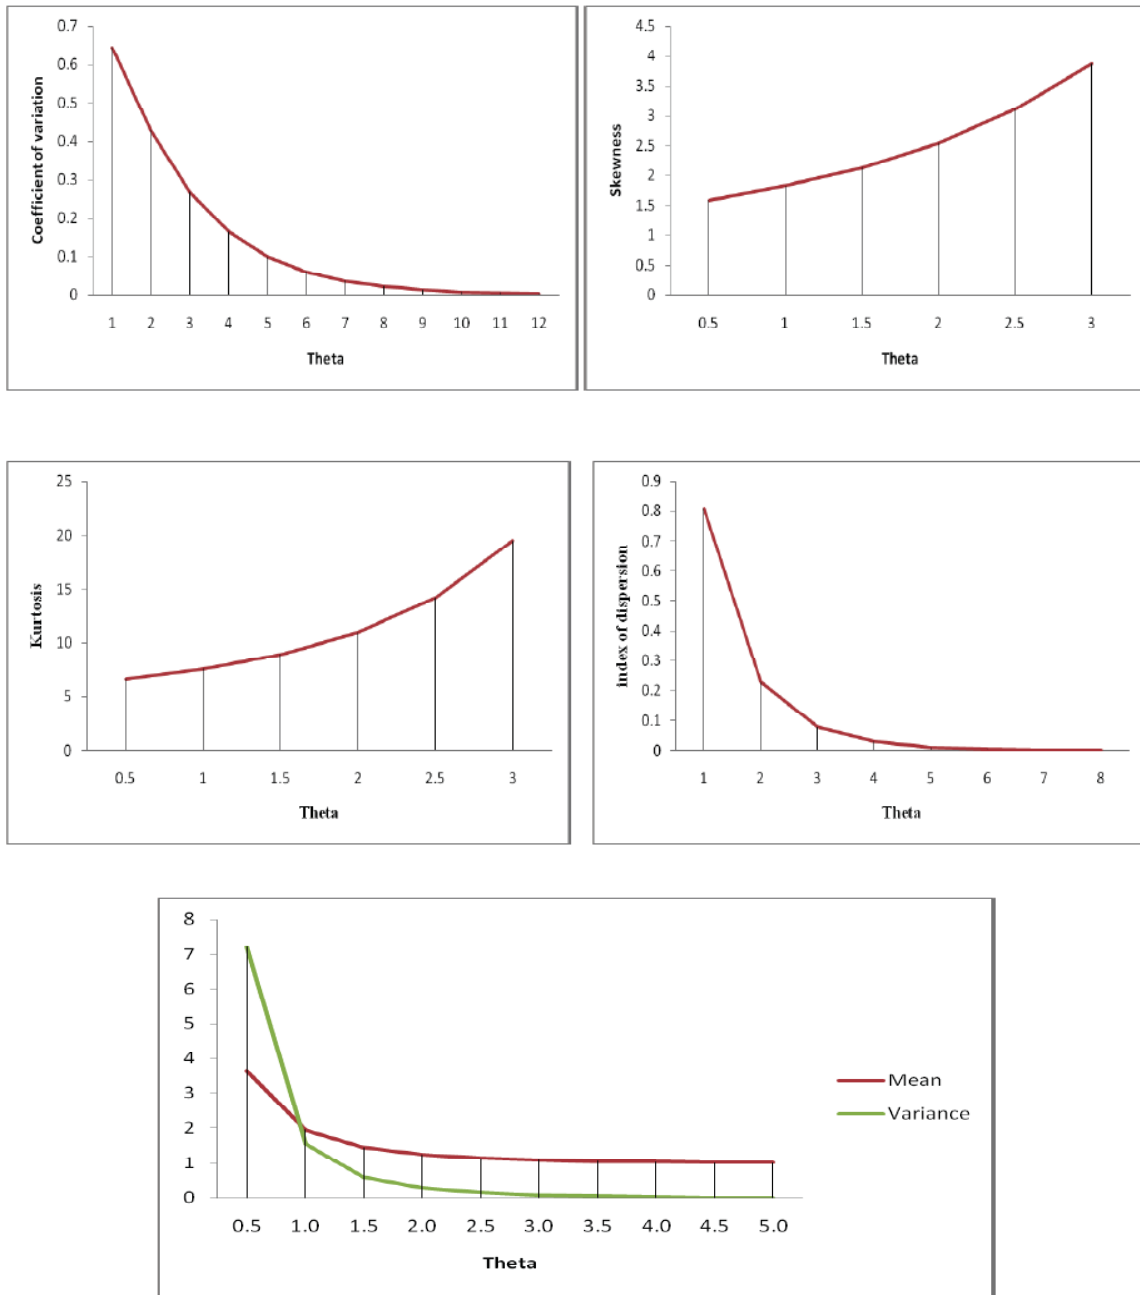 0.7
0.6
0.5
0.4
0.3
0.2
0.1
0
Coefficient of variation
1 2 3 4 5 6 7 8 9 10 11 12
Theta
4.5
4
3.5
3
2.5
2
1.5
1
0.5
0
Skewness
0.5 1 1.5 2 2.5 3
Theta
25
20
15
10
5
0
Kurtosis
0.5 1 1.5 2 2.5 3
Theta
0.9
0.8
0.7
0.6
0.5
0.4
0.3
0.2
0.1
0
index of dispersion
1 2 3 4 5 6 7 8
Theta
8
7
6
5
4
3
2
1
0
0.5 1.0 1.5 2.0 2.5 3.0 3.5 4.0 4.5 5.0
Theta
Mean
Variance